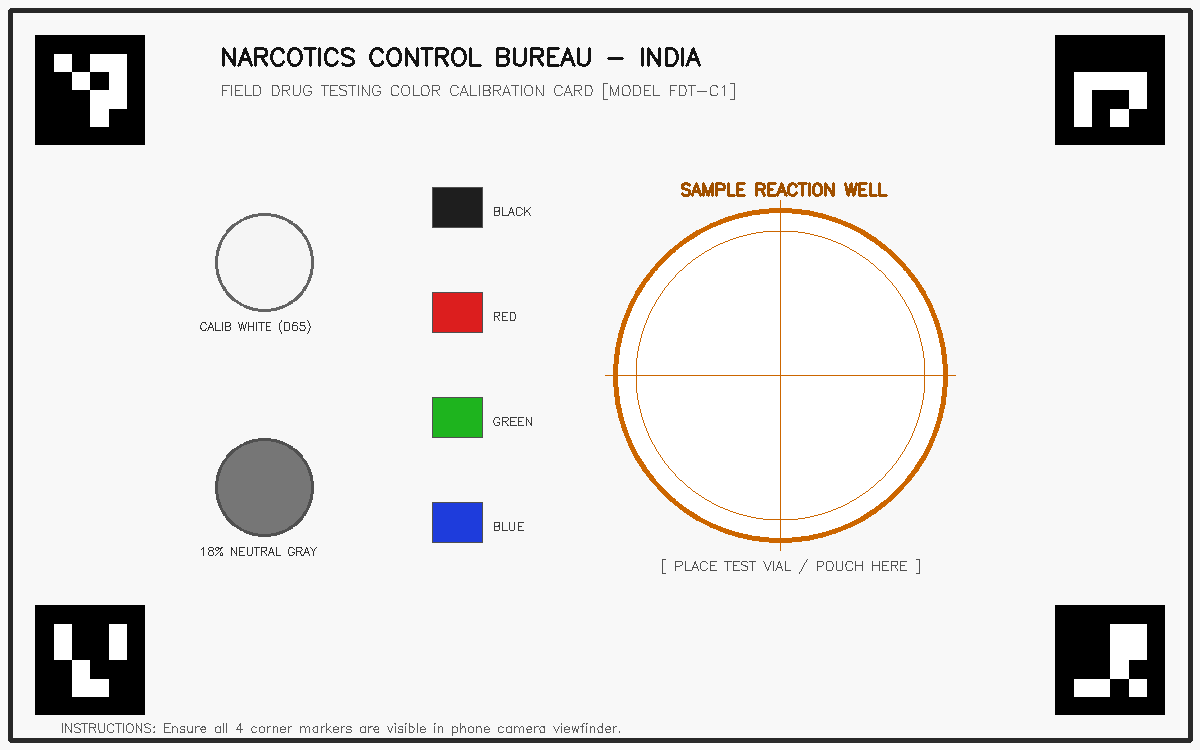 NARCOTICS CONTROL BUREAU - INDIA
FIELD DRUG TESTING COLOR CALIBRATION CARD [MODEL FDT-C1]
SAMPLE REACTION WELL
BLACK
CALIB WHITE (D65)
RED
GREEN
BLUE
18% NEUTRAL GRAY
[ PLACE TEST VIAL / POUCH HERE ]
INSTRUCTIONS: Ensure all 4 corner markers are visible in phone camera viewfinder.